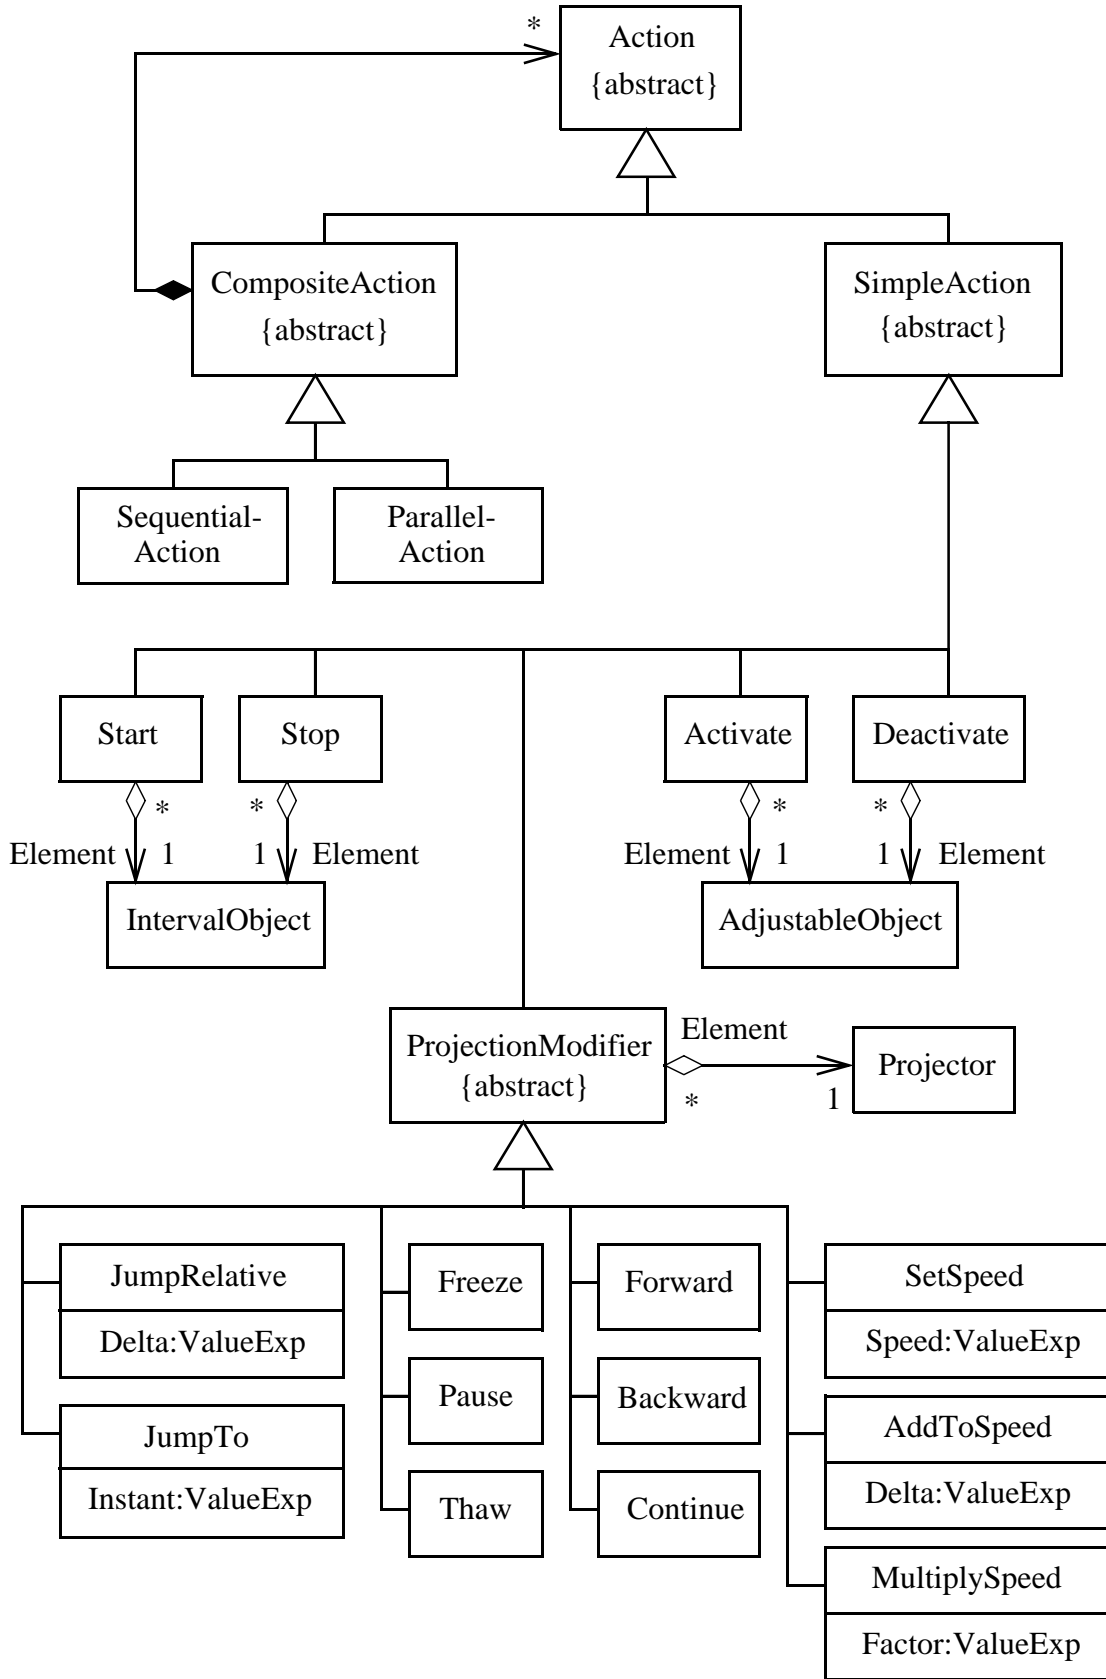 *
Action
{abstract}
CompositeAction
{abstract}
SimpleAction
{abstract}
Sequential-
Action
Parallel-
Action
Start
Stop
Activate
Deactivate
*
*
*
*
Element
1
1
Element
Element
1
1
Element
IntervalObject
AdjustableObject
ProjectionModifier
{abstract}
Element
*
1
Projector
JumpRelative
Delta:ValueExp
JumpTo
Instant:ValueExp
Freeze
Pause
Thaw
Forward
Backward
Continue
SetSpeed
Speed:ValueExp
AddToSpeed
Delta:ValueExp
MultiplySpeed
Factor:ValueExp